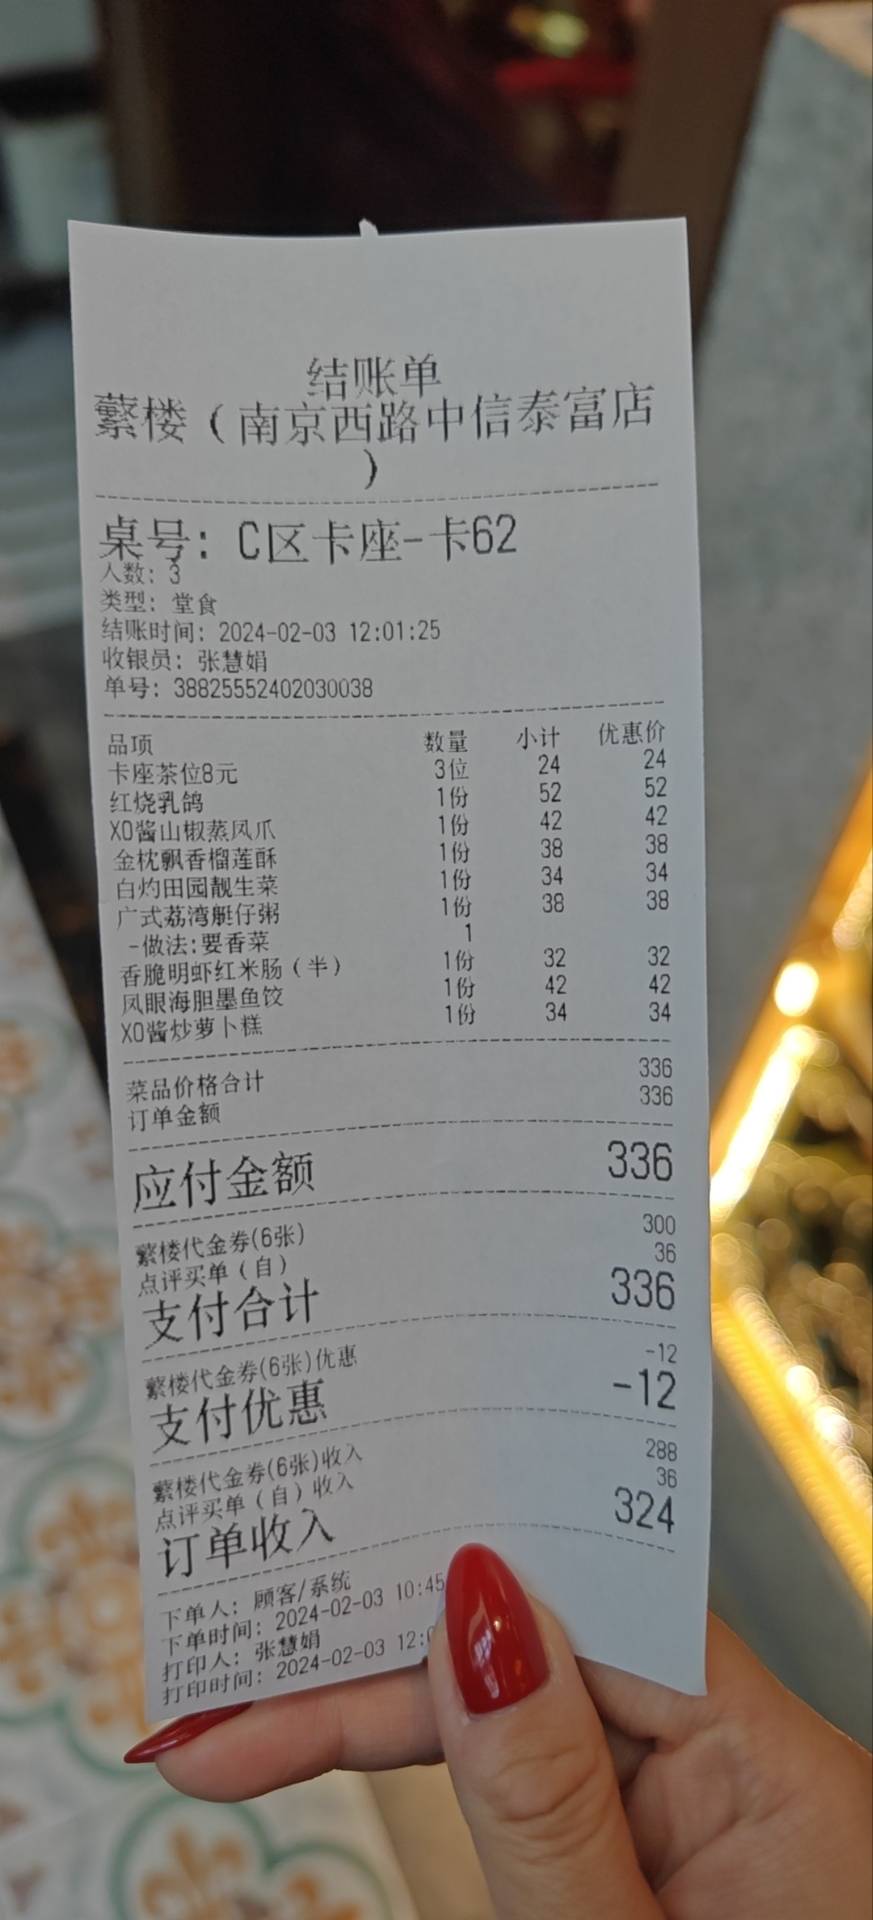 结账单
蘩楼（南京西路中信泰富店
）
桌号：C区卡座-卡62
人数：3
类型：堂食
结账时间：2024-02-03 12:01:25
收银员：张慧娟
单号：38825552402030038
品项 数量 小计 优惠价
卡座茶位8元 3位 24 24
红烧乳鸽 1份 52 52
XO酱山椒蒸凤爪 1份 42 42
金枕飘香榴莲酥 1份 38 38
白灼田园靓生菜 1份 34 34
广式荔湾艇仔粥 1份 38 38
-做法:要香菜 1
香脆明虾红米肠（半） 1份 32 32
凤眼海胆墨鱼饺 1份 42 42
XO酱炒萝卜糕 1份 34 34
菜品价格合计 336
订单金额 336
应付金额 336
蘩楼代金券(6张) 300
点评买单（自） 36
支付合计 336
蘩楼代金券(6张)优惠 -12
支付优惠 -12
蘩楼代金券(6张)收入 288
点评买单（自）收入 36
订单收入 324
下单人：顾客/系统
下单时间：2024-02-03 10:45
打印人：张慧娟
打印时间：2024-02-03 12: